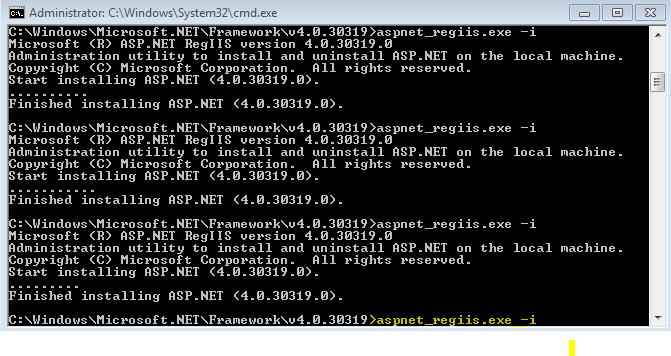 Administrator: C:\Windows\System32\cmd.exe
C:\Windows\Microsoft.NET\Framework\v4.0.30319>aspnet_regiis.exe -i
Microsoft (R) ASP.NET RegIIS version 4.0.30319.0
Administration utility to install and uninstall ASP.NET on the local machine.
Copyright (C) Microsoft Corporation.  All rights reserved.
Start installing ASP.NET (4.0.30319.0).
..........
Finished installing ASP.NET (4.0.30319.0).
C:\Windows\Microsoft.NET\Framework\v4.0.30319>aspnet_regiis.exe -i
Microsoft (R) ASP.NET RegIIS version 4.0.30319.0
Administration utility to install and uninstall ASP.NET on the local machine.
Copyright (C) Microsoft Corporation.  All rights reserved.
Start installing ASP.NET (4.0.30319.0).
...........
Finished installing ASP.NET (4.0.30319.0).
C:\Windows\Microsoft.NET\Framework\v4.0.30319>aspnet_regiis.exe -i
Microsoft (R) ASP.NET RegIIS version 4.0.30319.0
Administration utility to install and uninstall ASP.NET on the local machine.
Copyright (C) Microsoft Corporation.  All rights reserved.
Start installing ASP.NET (4.0.30319.0).
.........
Finished installing ASP.NET (4.0.30319.0).
C:\Windows\Microsoft.NET\Framework\v4.0.30319>aspnet_regiis.exe -i